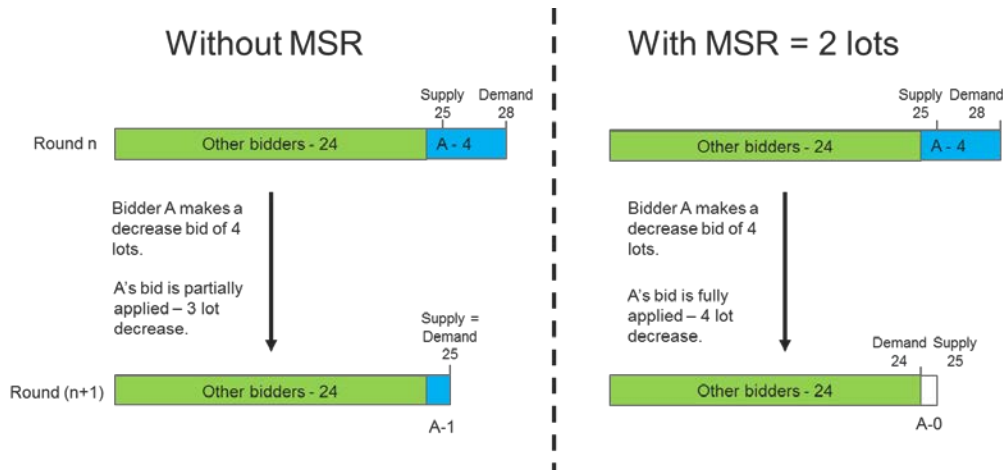 Without MSR
Supply Demand
25 28
Round n
Other bidders - 24
A - 4
Bidder A makes a
decrease bid of 4
lots.
A's bid is partially
applied – 3 lot
decrease.
Supply =
Demand
25
Round (n+1)
Other bidders - 24
A-1
With MSR = 2 lots
Supply Demand
25 28
Other bidders - 24
A - 4
Bidder A makes a
decrease bid of 4
lots.
A's bid is fully
applied – 4 lot
decrease.
Demand Supply
24 25
Other bidders - 24
A-0